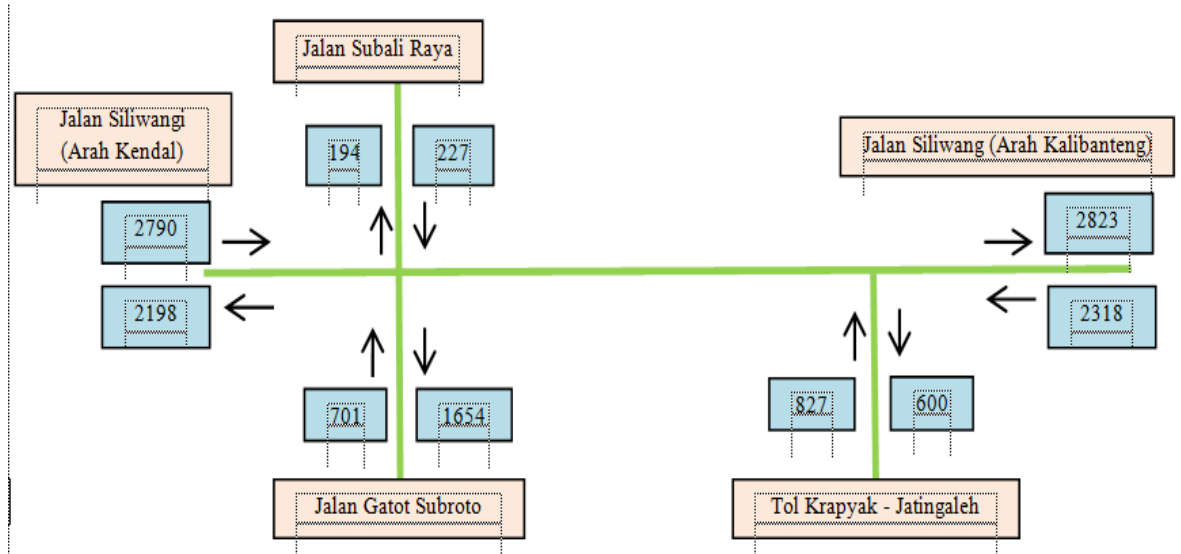 Jalan Subali Raya
Jalan Siliwangi
(Arah Kendal)
194
227
Jalan Siliwang (Arah Kalibanteng)
2790
2823
2198
2318
701
1654
827
600
Jalan Gatot Subroto
Tol Krapyak - Jatingaleh